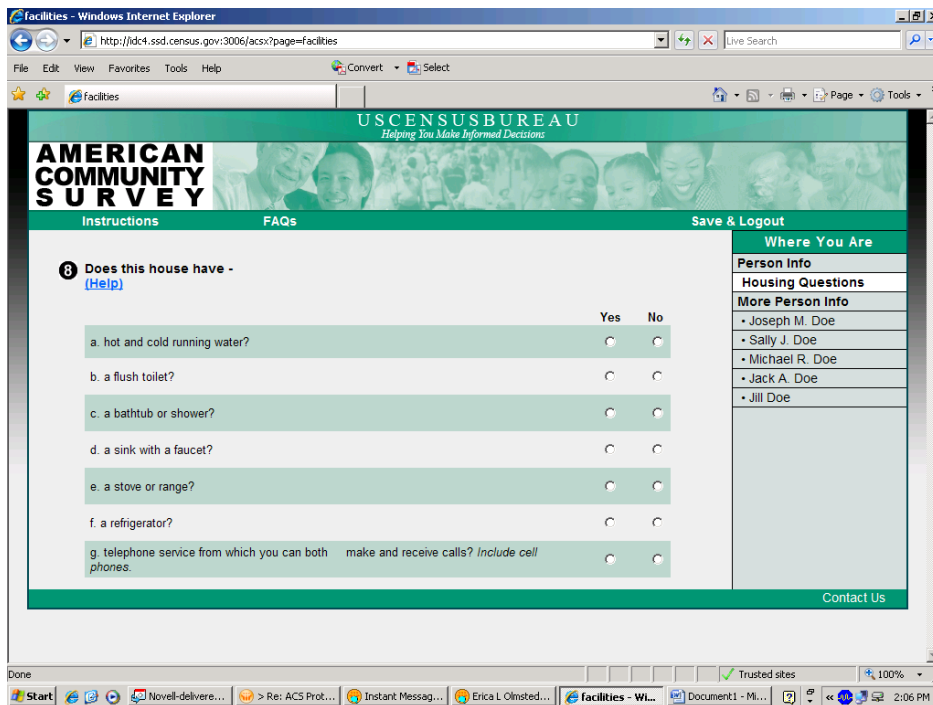 facilities - Windows Internet Explorer
http://idc4.ssd.census.gov:3006/acsx?page=facilities
Live Search
File Edit View Favorites Tools Help
Convert Select
facilities
Page Tools
USCENSUSBUREAU
Helping You Make Informed Decisions
AMERICAN
COMMUNITY
SURVEY
Instructions FAQs Save & Logout
Where You Are
Person Info
Housing Questions
More Person Info
• Joseph M. Doe
• Sally J. Doe
• Michael R. Doe
• Jack A. Doe
• Jill Doe
8 Does this house have -
(Help)
Yes No
a. hot and cold running water?
b. a flush toilet?
c. a bathtub or shower?
d. a sink with a faucet?
e. a stove or range?
f. a refrigerator?
g. telephone service from which you can both make and receive calls? Include cell
phones.
Contact Us
Done Trusted sites 100%
Start Novell-delivere... > Re: ACS Prot... Instant Messag... Erica L Olmsted... facilities - Wi... Document1 - Mi... ? « 2:06 PM